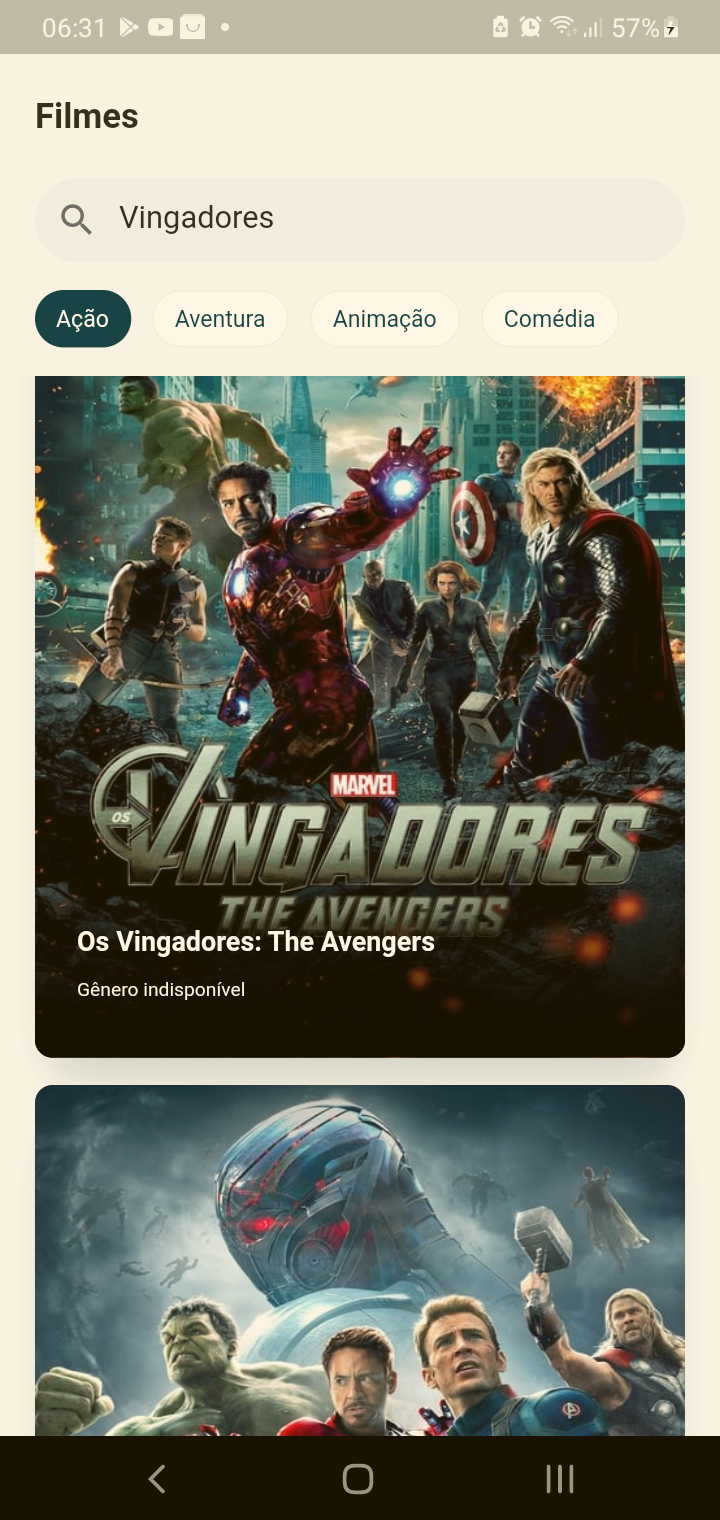 06:31
57%
Filmes
Vingadores
Ação
Aventura
Animação
Comédia
MARVEL
OS
VINGADORES
THE AVENGERS
Os Vingadores: The Avengers
Gênero indisponível